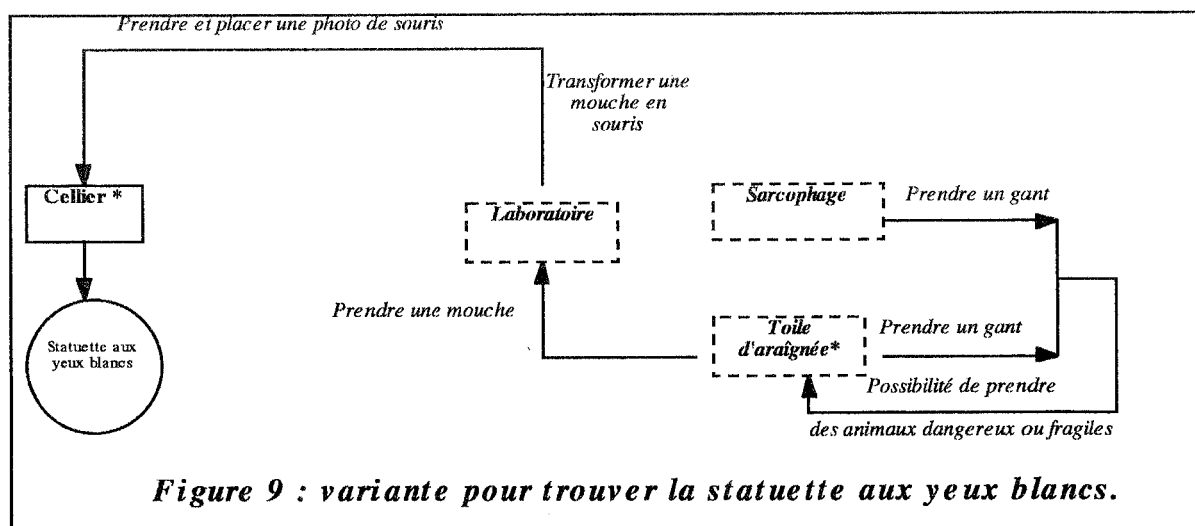 Prendre et placer une photo de souris
Transformer une
mouche en
souris
Cellier *
Laboratoire
Sarcophage
Prendre un gant
Prendre une mouche
Statuette aux
yeux blancs
Toile
d'araîgnée*
Prendre un gant
Possibilité de prendre
des animaux dangereux ou fragiles
Figure 9 : variante pour trouver la statuette aux yeux blancs.